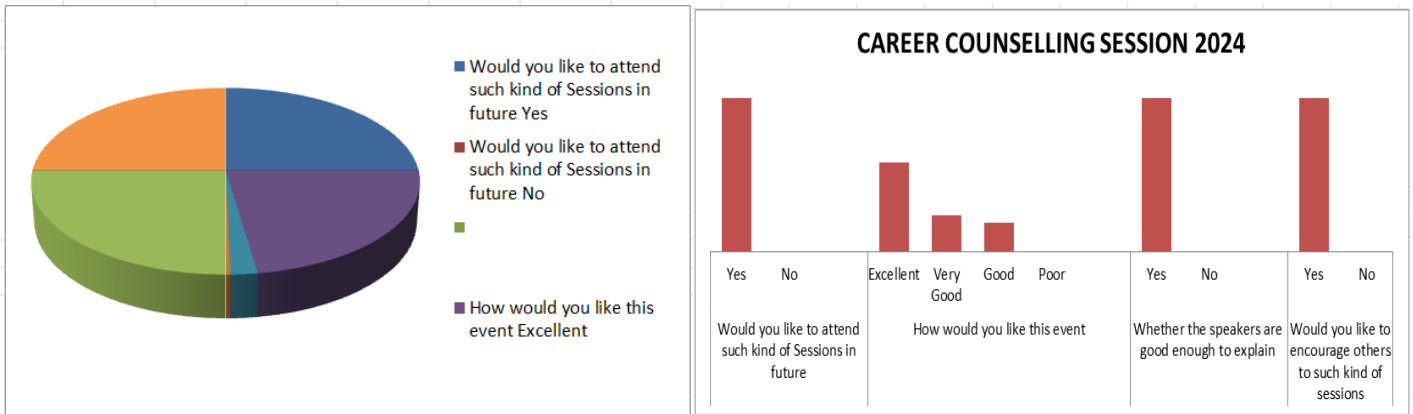 Would you like to attend
such kind of Sessions in
future Yes
Would you like to attend
such kind of Sessions in
future No
How would you like this
event Excellent
CAREER COUNSELLING SESSION 2024
Yes No Excellent Very Good Good Poor Yes No Yes No
Would you like to attend
such kind of Sessions in
future
How would you like this event
Whether the speakers are
good enough to explain
Would you like to
encourage others
to such kind of
sessions